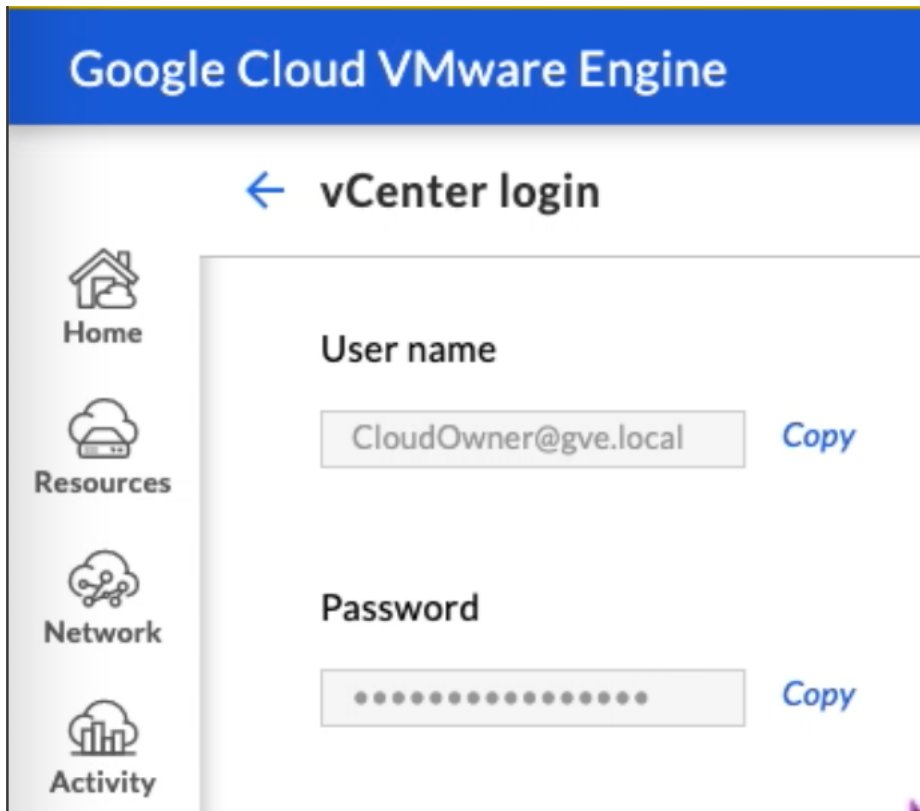 Google Cloud VMware Engine
vCenter login
Home
Resources
Network
Activity
User name
CloudOwner@gve.local Copy
Password
•••••••••••••••• Copy